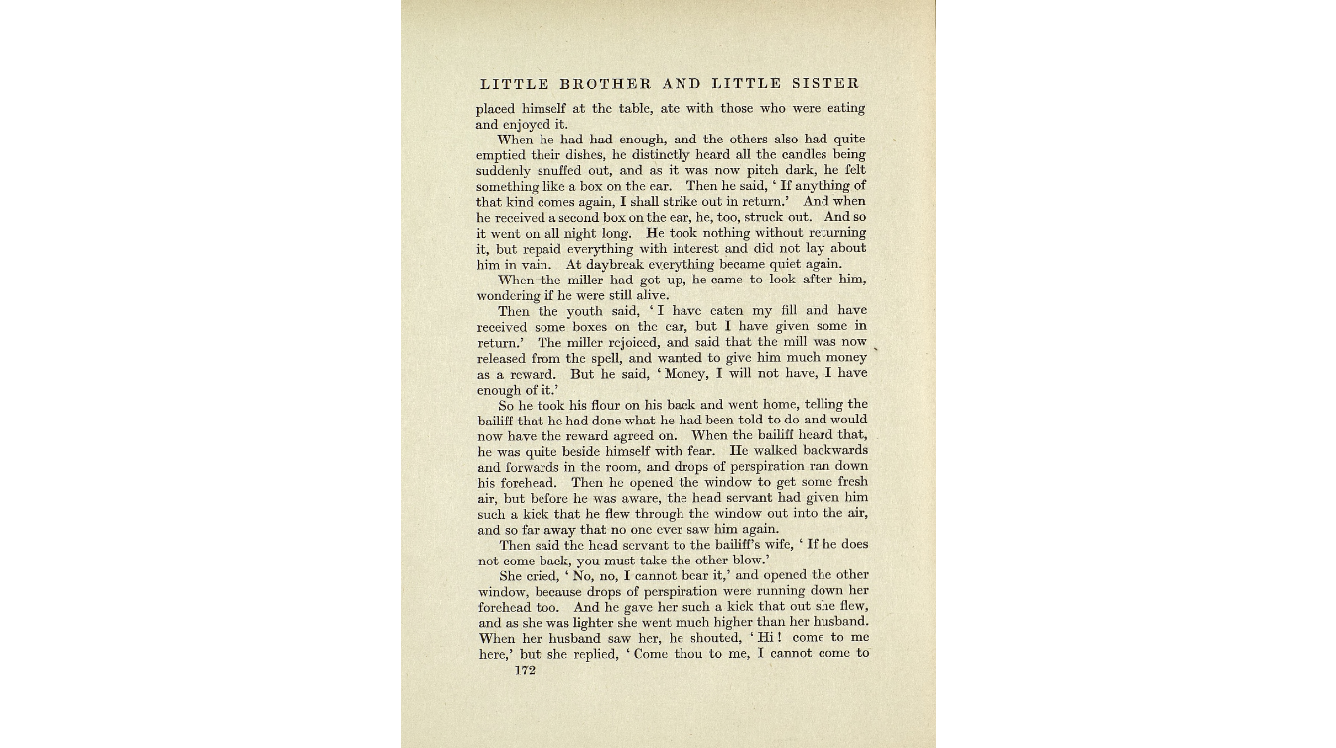 LITTLE BROTHER AND LITTLE SISTER
placed himself at the table, ate with those who were eating
and enjoyed it.
When he had had enough, and the others also had quite
emptied their dishes, he distinctly heard all the candles being
suddenly snuffed out, and as it was now pitch dark, he felt
something like a box on the ear. Then he said, ‘ If anything of
that kind comes again, I shall strike out in return.’ And when
he received a second box on the ear, he, too, struck out. And so
it went on all night long. He took nothing without returning
it, but repaid everything with interest and did not lay about
him in vain. At daybreak everything became quiet again.
When the miller had got up, he came to look after him,
wondering if he were still alive.
Then the youth said, ‘ I have eaten my fill and have
received some boxes on the ear, but I have given some in
return.’ The miller rejoiced, and said that the mill was now
released from the spell, and wanted to give him much money
as a reward. But he said, ‘ Money, I will not have, I have
enough of it.’
So he took his flour on his back and went home, telling the
bailiff that he had done what he had been told to do and would
now have the reward agreed on. When the bailiff heard that,
he was quite beside himself with fear. He walked backwards
and forwards in the room, and drops of perspiration ran down
his forehead. Then he opened the window to get some fresh
air, but before he was aware, the head servant had given him
such a kick that he flew through the window out into the air,
and so far away that no one ever saw him again.
Then said the head servant to the bailiff’s wife, ‘ If he does
not come back, you must take the other blow.’
She cried, ‘ No, no, I cannot bear it,’ and opened the other
window, because drops of perspiration were running down her
forehead too. And he gave her such a kick that out she flew,
and as she was lighter she went much higher than her husband.
When her husband saw her, he shouted, ‘ Hi ! come to me
here,’ but she replied, ‘ Come thou to me, I cannot come to
172